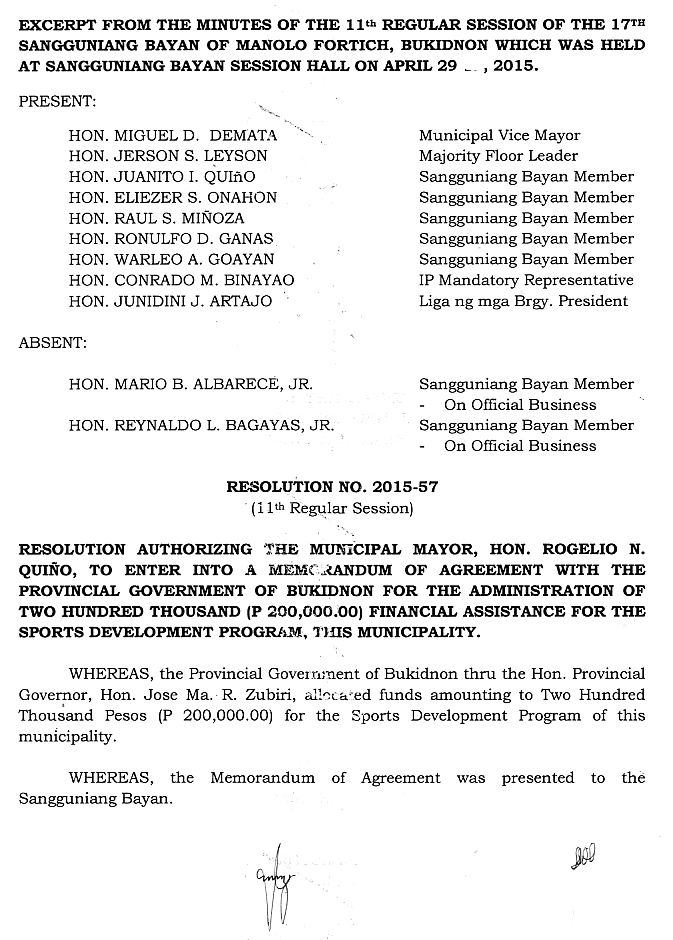 EXCERPT FROM THE MINUTES OF THE 11th REGULAR SESSION OF THE 17TH
SANGGUNIANG BAYAN OF MANOLO FORTICH, BUKIDNON WHICH WAS HELD
AT SANGGUNIANG BAYAN SESSION HALL ON APRIL 29 , 2015.
PRESENT:
HON. MIGUEL D. DEMATA Municipal Vice Mayor
HON. JERSON S. LEYSON Majority Floor Leader
HON. JUANITO I. QUIñO Sangguniang Bayan Member
HON. ELIEZER S. ONAHON Sangguniang Bayan Member
HON. RAUL S. MIÑOZA Sangguniang Bayan Member
HON. RONULFO D. GANAS Sangguniang Bayan Member
HON. WARLEO A. GOAYAN Sangguniang Bayan Member
HON. CONRADO M. BINAYAO IP Mandatory Representative
HON. JUNIDINI J. ARTAJO Liga ng mga Brgy. President
ABSENT:
HON. MARIO B. ALBARECE, JR. Sangguniang Bayan Member
- On Official Business
HON. REYNALDO L. BAGAYAS, JR. Sangguniang Bayan Member
- On Official Business
RESOLUTION NO. 2015-57
(11th Regular Session)
RESOLUTION AUTHORIZING THE MUNICIPAL MAYOR, HON. ROGELIO N.
QUIÑO, TO ENTER INTO A MEMORANDUM OF AGREEMENT WITH THE
PROVINCIAL GOVERNMENT OF BUKIDNON FOR THE ADMINISTRATION OF
TWO HUNDRED THOUSAND (P 200,000.00) FINANCIAL ASSISTANCE FOR THE
SPORTS DEVELOPMENT PROGRAM, THIS MUNICIPALITY.
WHEREAS, the Provincial Government of Bukidnon thru the Hon. Provincial
Governor, Hon. Jose Ma. R. Zubiri, allocated funds amounting to Two Hundred
Thousand Pesos (P 200,000.00) for the Sports Development Program of this
municipality.
WHEREAS, the Memorandum of Agreement was presented to the
Sangguniang Bayan.